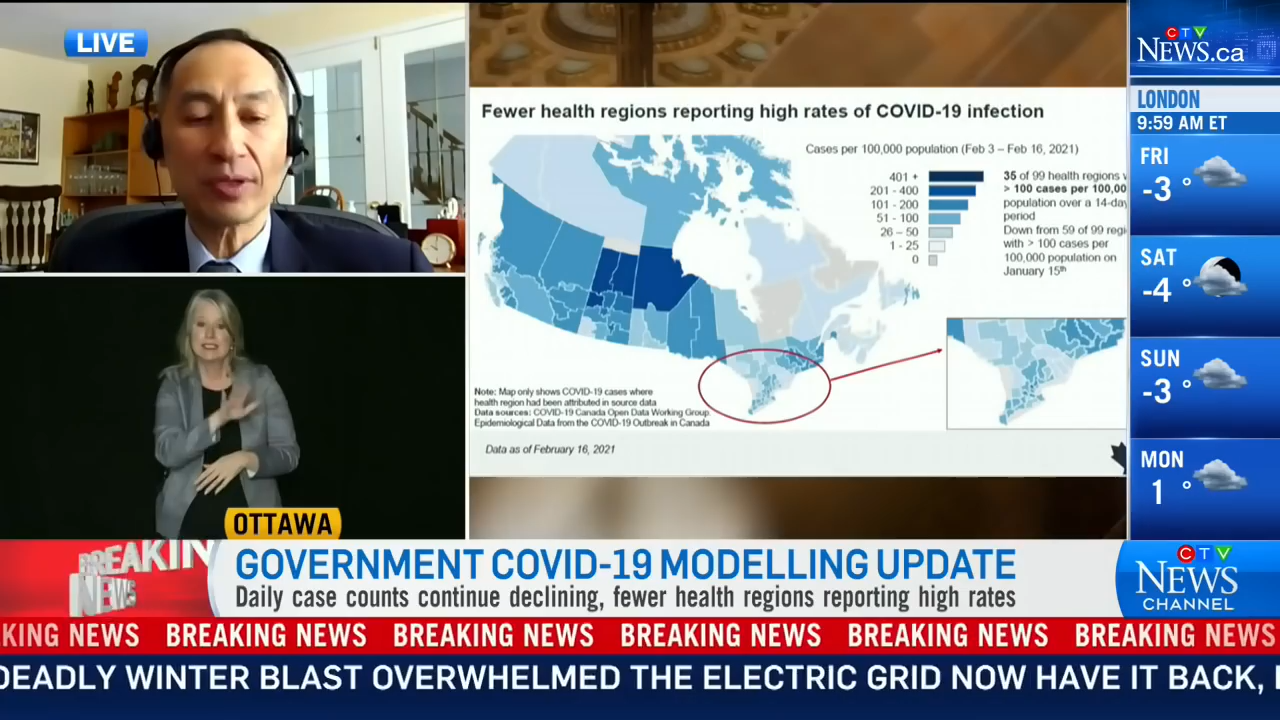 LIVE
Fewer health regions reporting high rates of COVID-19 infection
Cases per 100,000 population (Feb 3 – Feb 16, 2021)
401 +
201 - 400
101 - 200
51 - 100
26 – 50
1 - 25
0
35 of 99 health regions
> 100 cases per 100,00
population over a 14-day
period
Down from 59 of 99 regi
with > 100 cases per
100,000 population on
January 15th
Note: Map only shows COVID-19 cases where
health region had been attributed in source data
Data sources: COVID-19 Canada Open Data Working Group.
Epidemiological Data from the COVID-19 Outbreak in Canada
Data as of February 16, 2021
CTV
NEWS.ca
LONDON
9:59 AM ET
FRI
-3 °
SAT
-4 °
SUN
-3 °
MON
1 °
OTTAWA
BREAKIN
NEWS
GOVERNMENT COVID-19 MODELLING UPDATE
Daily case counts continue declining, fewer health regions reporting high rates
CTV
NEWS
CHANNEL
KING NEWS BREAKING NEWS BREAKING NEWS BREAKING NEWS BREAKING NEWS BREAKING NEWS
DEADLY WINTER BLAST OVERWHELMED THE ELECTRIC GRID NOW HAVE IT BACK,